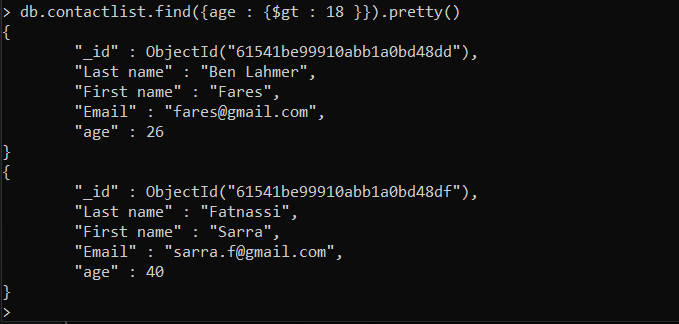 > db.contactlist.find({age : {$gt : 18 }}).pretty()
{
        "_id" : ObjectId("61541be99910abb1a0bd48dd"),
        "Last name" : "Ben Lahmer",
        "First name" : "Fares",
        "Email" : "fares@gmail.com",
        "age" : 26
}
{
        "_id" : ObjectId("61541be99910abb1a0bd48df"),
        "Last name" : "Fatnassi",
        "First name" : "Sarra",
        "Email" : "sarra.f@gmail.com",
        "age" : 40
}
>